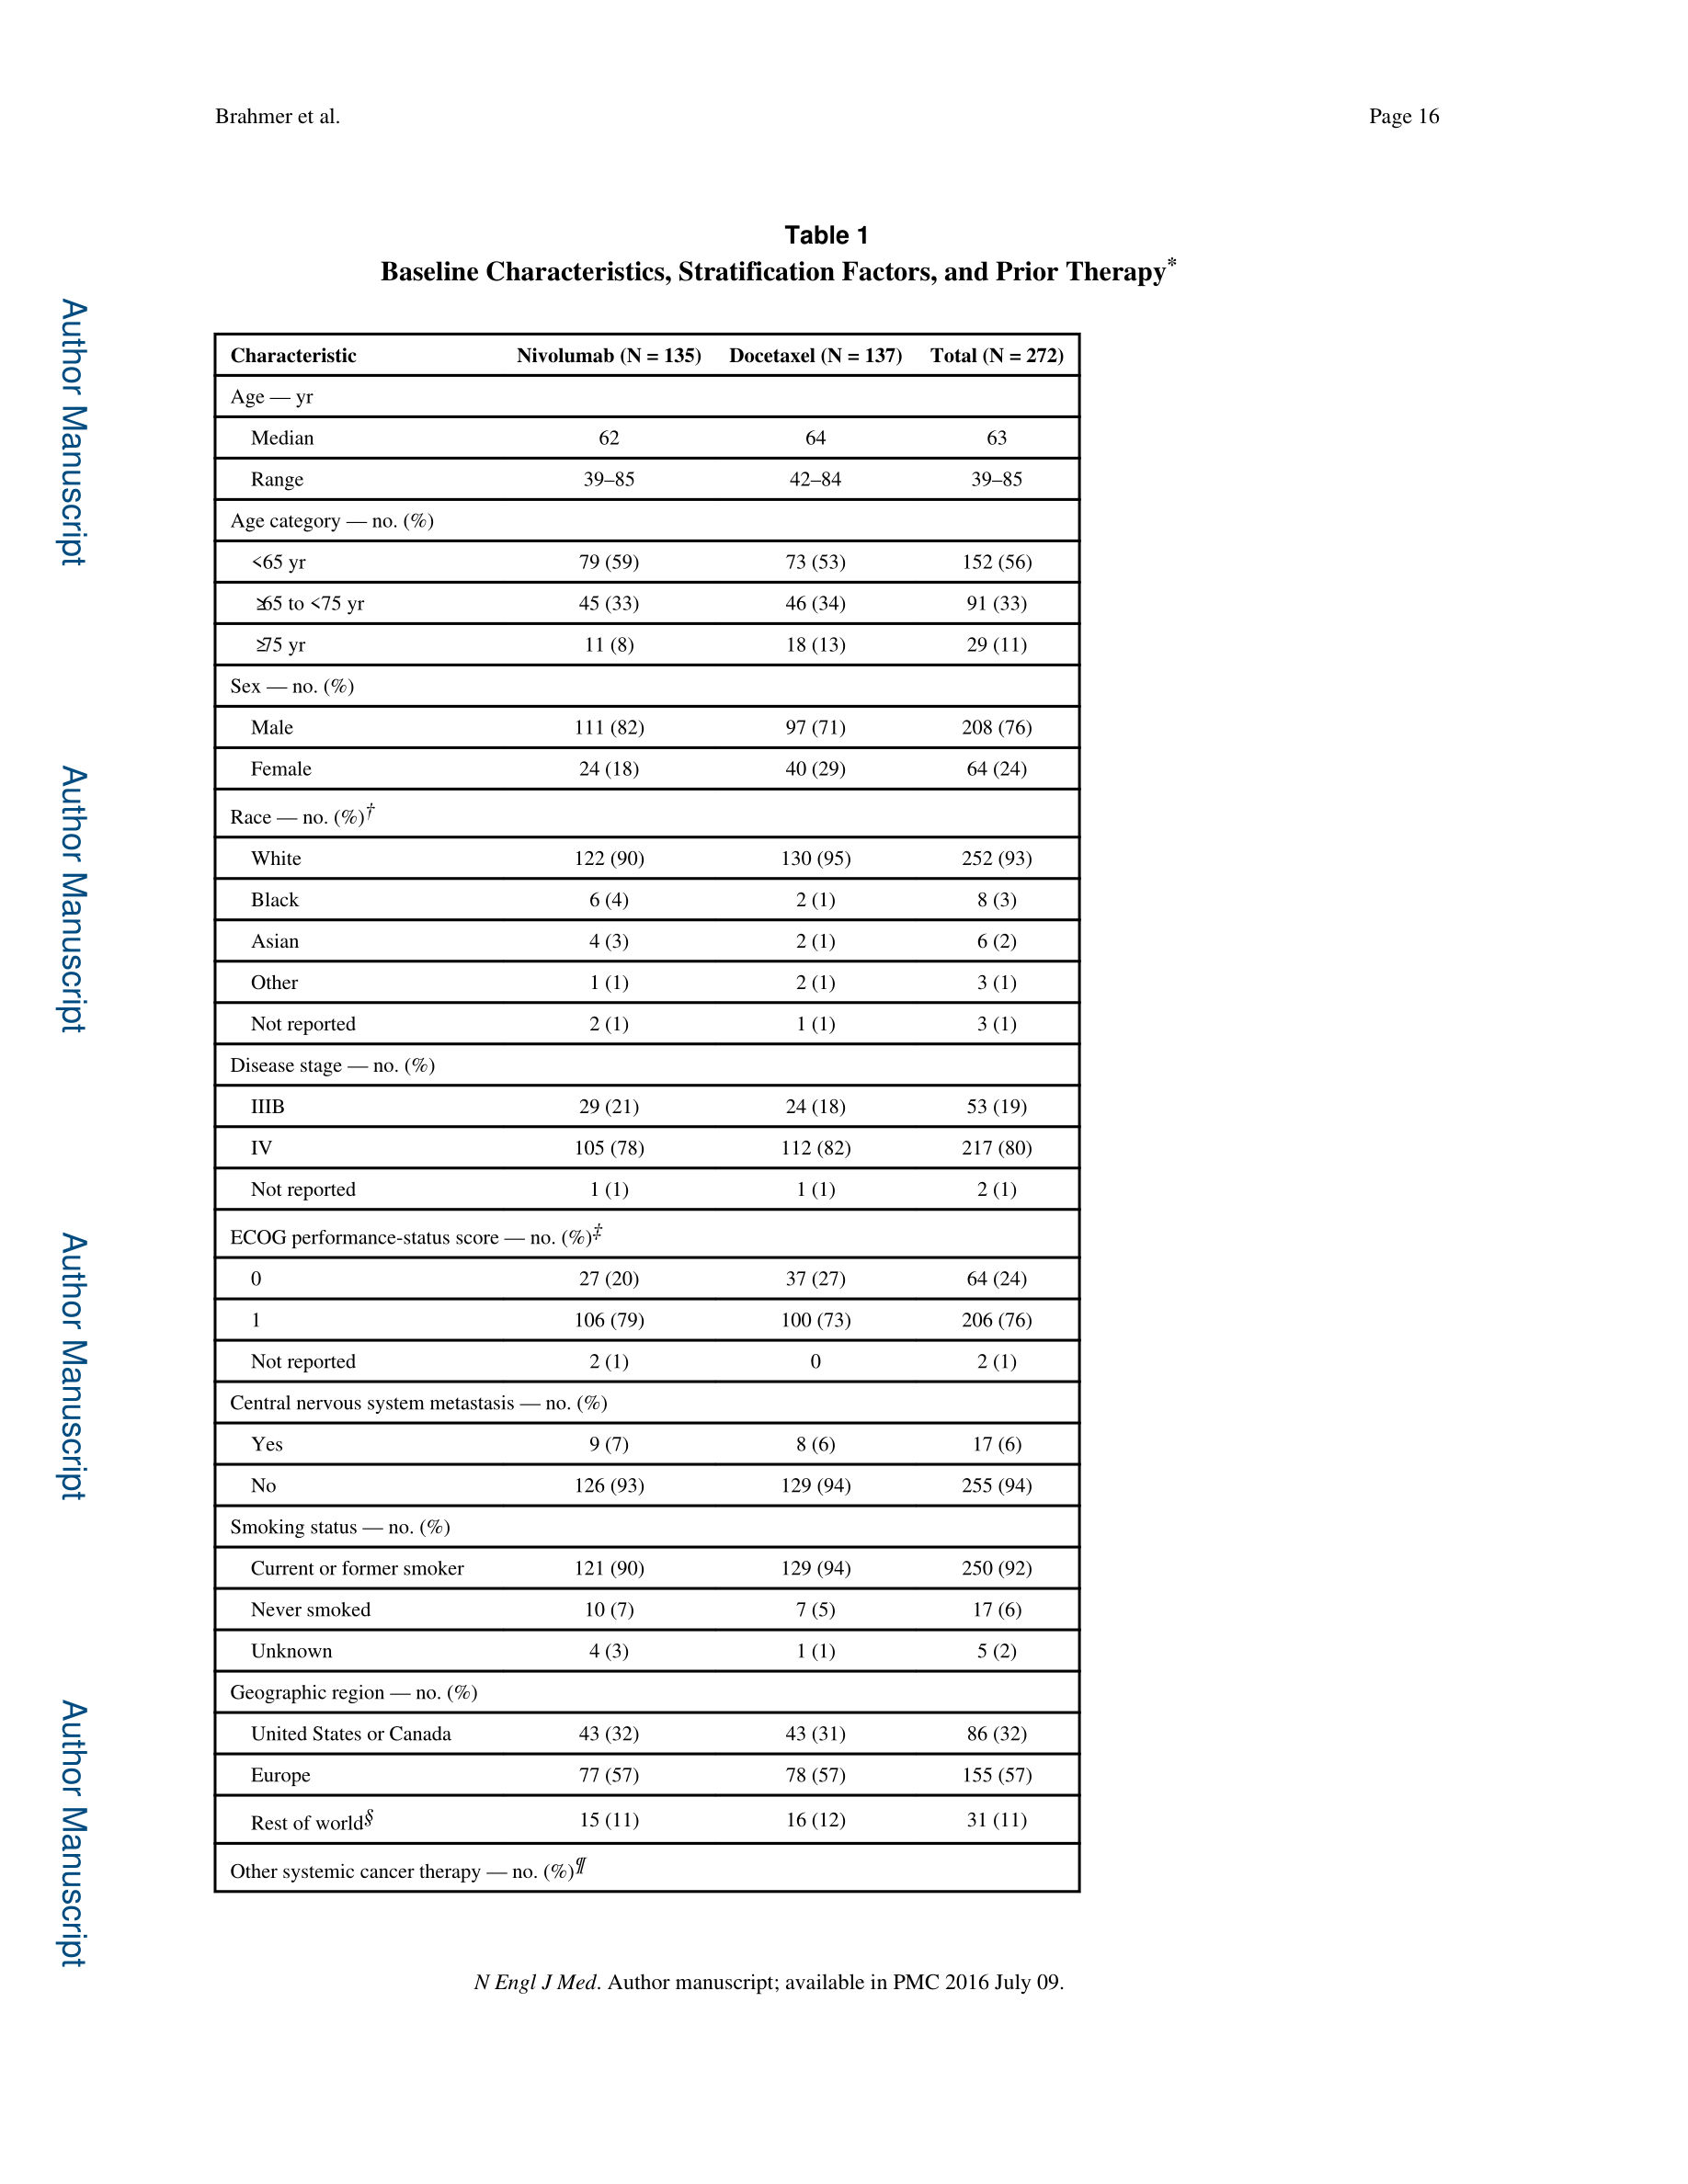 Brahmer et al.
Page 16
Table 1
Baseline Characteristics, Stratification Factors, and Prior Therapy*
Characteristic Nivolumab (N = 135) Docetaxel (N = 137) Total (N = 272)
Age — yr
Median 62 64 63
Range 39–85 42–84 39–85
Age category — no. (%)
<65 yr 79 (59) 73 (53) 152 (56)
≥65 to <75 yr 45 (33) 46 (34) 91 (33)
≥75 yr 11 (8) 18 (13) 29 (11)
Sex — no. (%)
Male 111 (82) 97 (71) 208 (76)
Female 24 (18) 40 (29) 64 (24)
Race — no. (%)†
White 122 (90) 130 (95) 252 (93)
Black 6 (4) 2 (1) 8 (3)
Asian 4 (3) 2 (1) 6 (2)
Other 1 (1) 2 (1) 3 (1)
Not reported 2 (1) 1 (1) 3 (1)
Disease stage — no. (%)
IIIB 29 (21) 24 (18) 53 (19)
IV 105 (78) 112 (82) 217 (80)
Not reported 1 (1) 1 (1) 2 (1)
ECOG performance-status score — no. (%)‡
0 27 (20) 37 (27) 64 (24)
1 106 (79) 100 (73) 206 (76)
Not reported 2 (1) 0 2 (1)
Central nervous system metastasis — no. (%)
Yes 9 (7) 8 (6) 17 (6)
No 126 (93) 129 (94) 255 (94)
Smoking status — no. (%)
Current or former smoker 121 (90) 129 (94) 250 (92)
Never smoked 10 (7) 7 (5) 17 (6)
Unknown 4 (3) 1 (1) 5 (2)
Geographic region — no. (%)
United States or Canada 43 (32) 43 (31) 86 (32)
Europe 77 (57) 78 (57) 155 (57)
Rest of world§ 15 (11) 16 (12) 31 (11)
Other systemic cancer therapy — no. (%)¶
N Engl J Med. Author manuscript; available in PMC 2016 July 09.
Author Manuscript
Author Manuscript
Author Manuscript
Author Manuscript